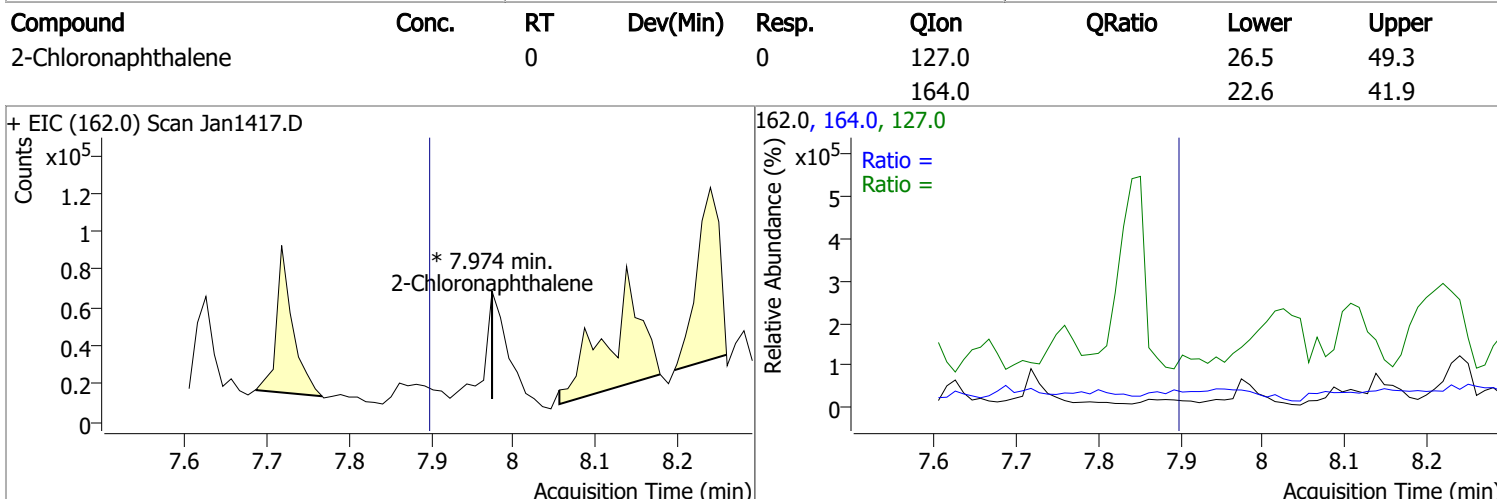 Compound Conc. RT Dev(Min) Resp. QIon QRatio Lower Upper
2-Chloronaphthalene 0 0 127.0 26.5 49.3
164.0 22.6 41.9
+ EIC (162.0) Scan Jan1417.D
Counts
x10⁵
1.2
1
0.8
0.6
0.4
0.2
0
* 7.974 min.
2-Chloronaphthalene
7.6 7.7 7.8 7.9 8 8.1 8.2
Acquisition Time (min)
162.0, 164.0, 127.0
Relative Abundance (%)
x10⁵
Ratio =
Ratio =
5
4
3
2
1
0
7.6 7.7 7.8 7.9 8 8.1 8.2
Acquisition Time (min)